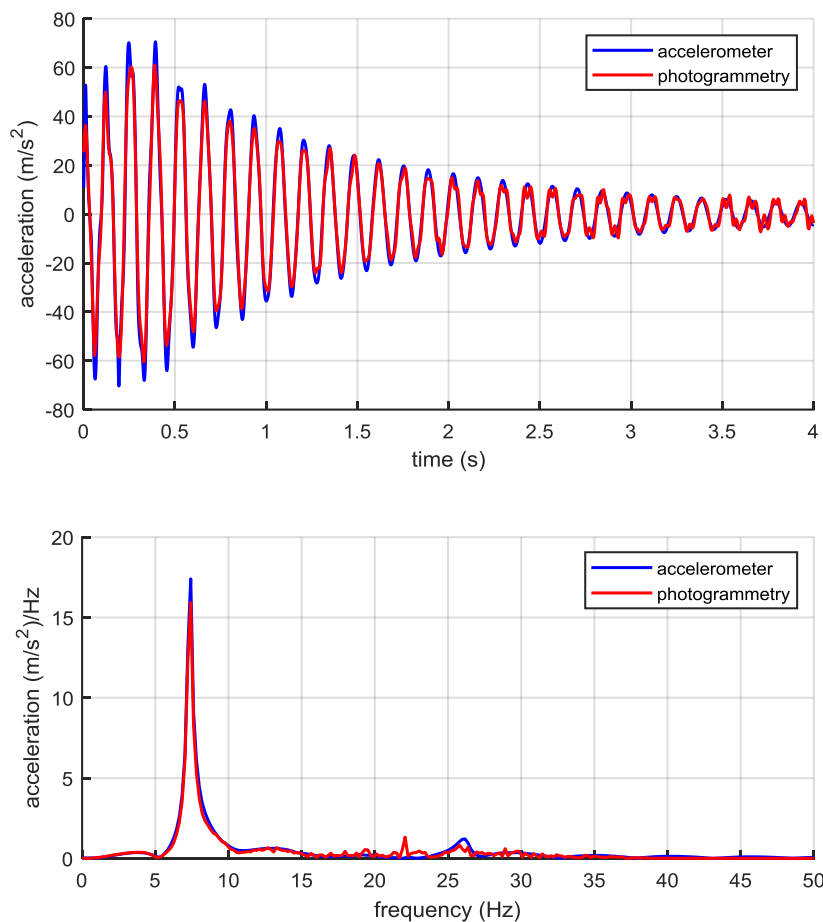 80
60
40
20
0
-20
-40
-60
-80
acceleration (m/s²)
accelerometer
photogrammetry
0 0.5 1 1.5 2 2.5 3 3.5 4
time (s)
20
15
10
5
0
acceleration (m/s²)/Hz
accelerometer
photogrammetry
0 5 10 15 20 25 30 35 40 45 50
frequency (Hz)